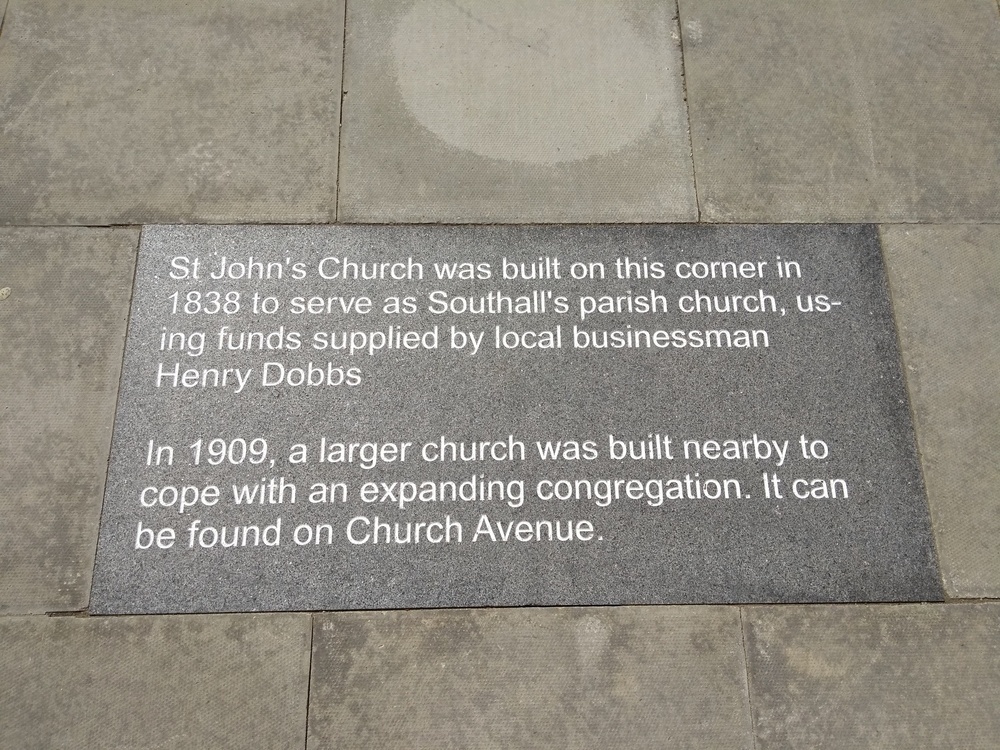 St John's Church was built on this corner in
1838 to serve as Southall's parish church, us-
ing funds supplied by local businessman
Henry Dobbs
In 1909, a larger church was built nearby to
cope with an expanding congregation. It can
be found on Church Avenue.